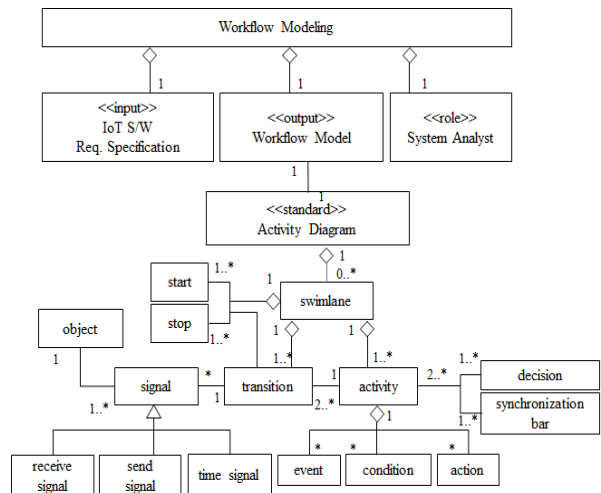 Workflow Modeling
1
1
1
<<input>>
IoT S/W
Req. Specification
<<output>>
Workflow Model
<<role>>
System Analyst
1
1
<<standard>>
Activity Diagram
1
0..*
start
1..*
1
swimlane
stop
1..*
object
1
1
1
1..*
1..*
signal
*
1
transition
1
2..*
activity
2..*
1..*
decision
synchronization
bar
1..*
1..*
1
receive
signal
send
signal
time signal
event
*
condition
*
action
*